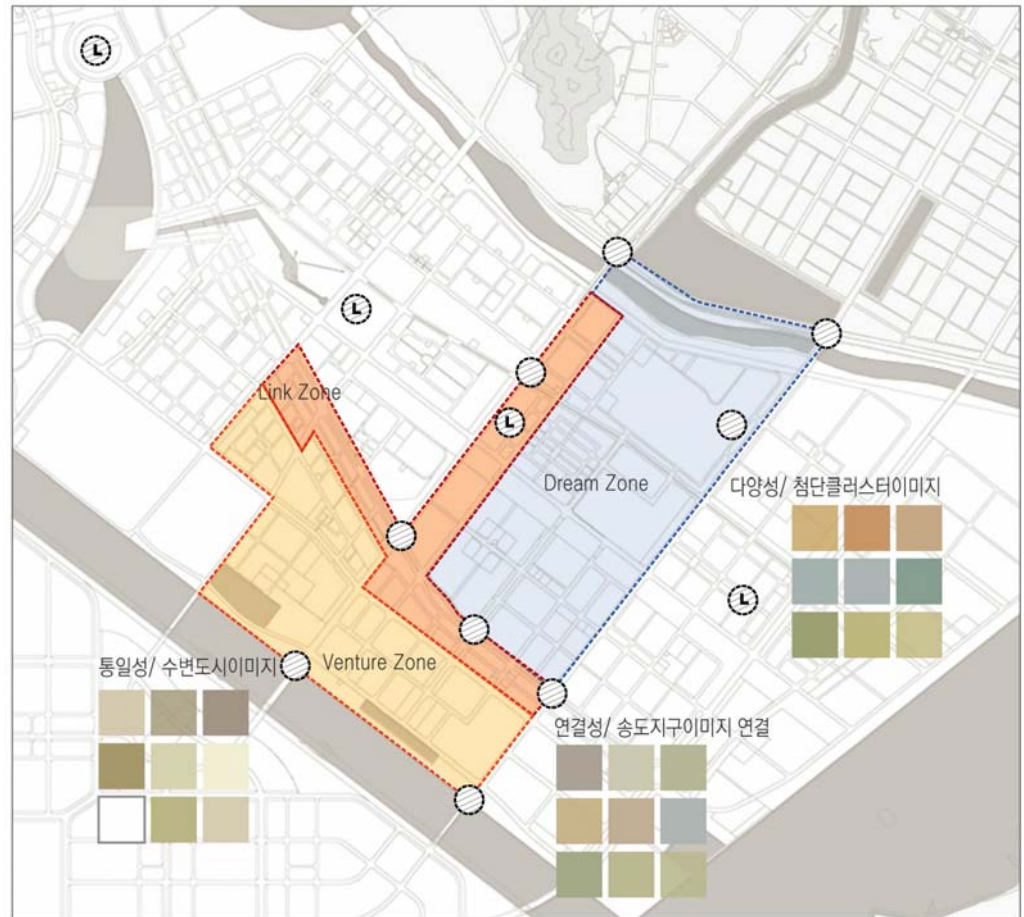 L
L
Link Zone
L
Dream Zone
다양성/ 첨단클러스터이미지
L
통일성/ 수변도시이미지
Venture Zone
연결성/ 송도지구이미지 연결